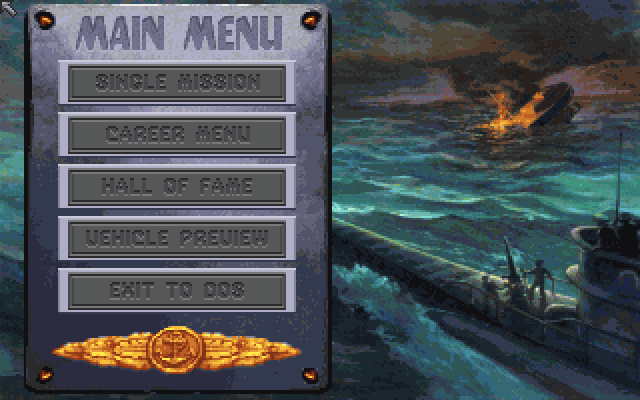 MAIN MENU
SINGLE MISSION
CAREER MENU
HALL OF FAME
VEHICLE PREVIEW
EXIT TO DOS